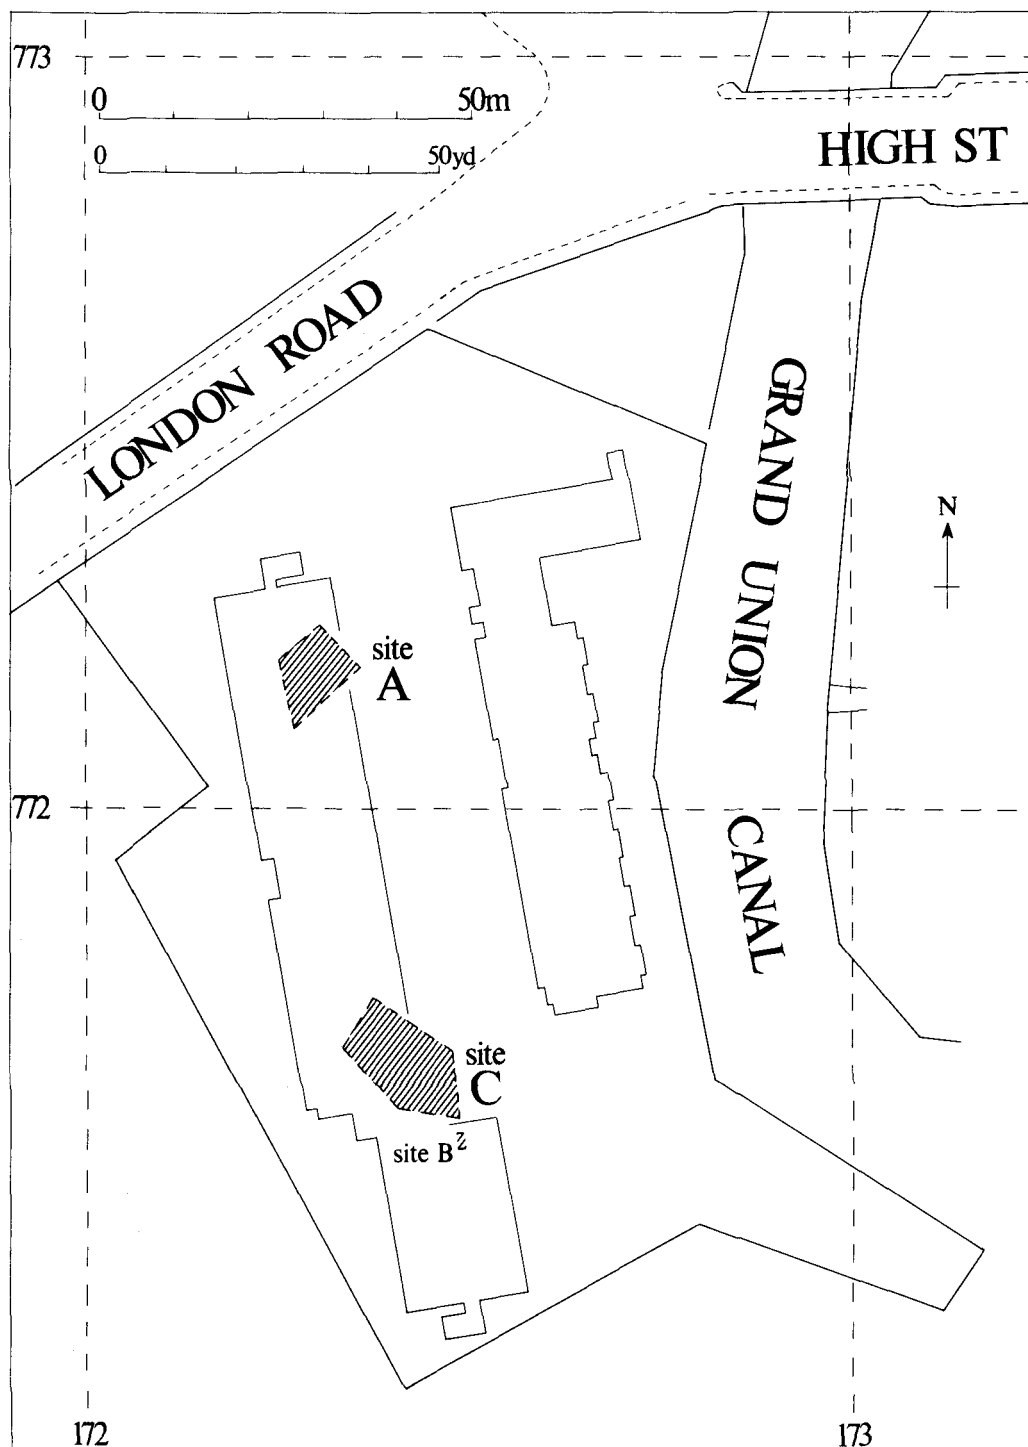 773
0 50m
0 50yd
HIGH ST
LONDON ROAD
GRAND UNION CANAL
N
site
A
772
site
C
site B
172 173